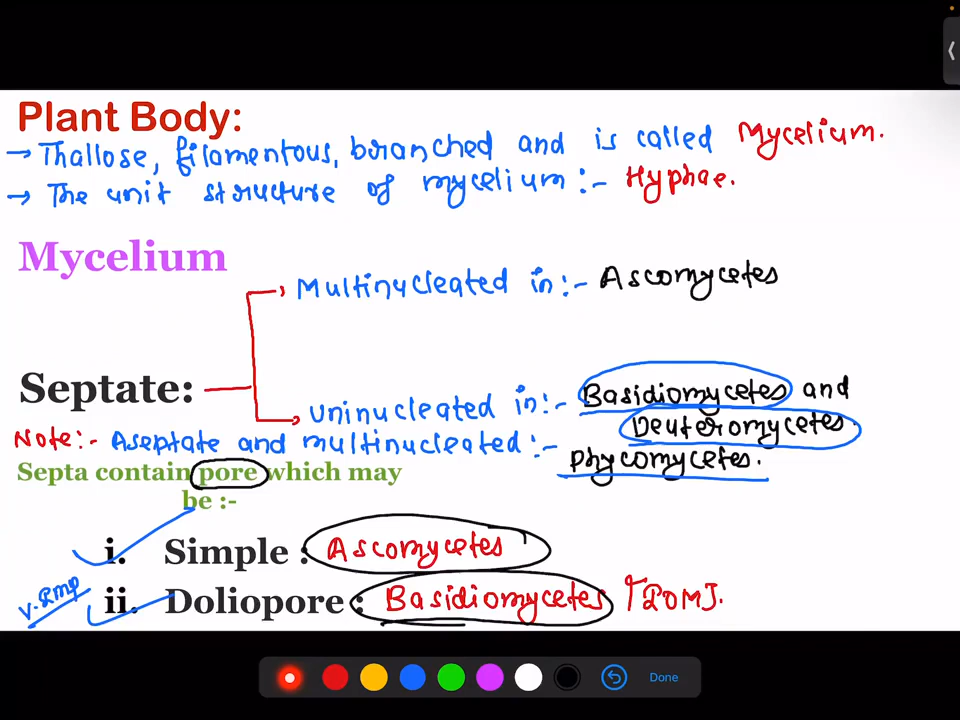 Plant Body:
→ Thallose, filamentous, branched and is called Mycelium.
→ The unit structure of mycelium :- Hyphae.
Mycelium
Multinucleated in :- Ascomycetes
Septate:
Uninucleated in :- Basidiomycetes and
Deuteromycetes.
Note:- Aseptate and multinucleated :- Phycomycetes.
Septa contain pore which may
be :-
i. Simple : Ascomycetes
ii. Doliopore : Basidiomycetes
v. Imp
Done